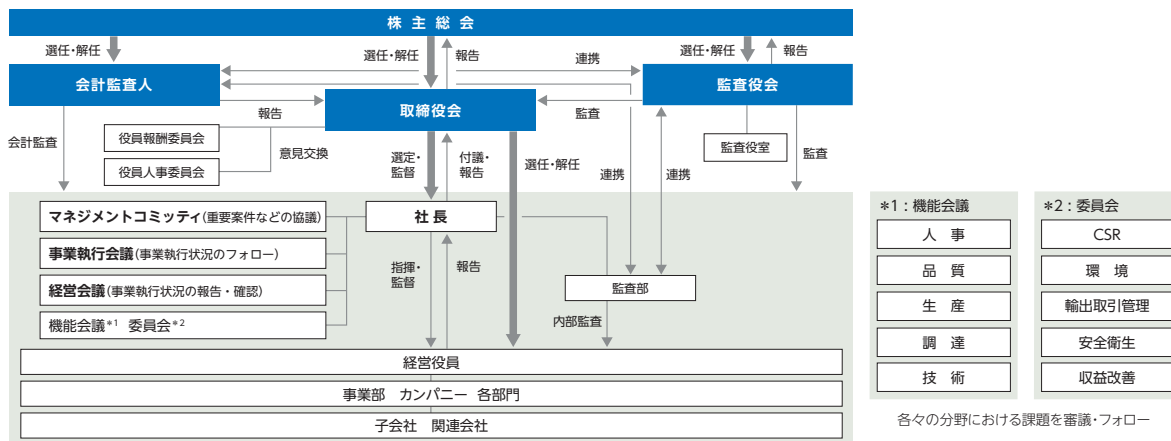 株主総会
選任・解任
選任・解任
報告
連携
選任・解任
報告
会計監査人
取締役会
監査役会
報告
監査
会計監査
役員報酬委員会
役員人事委員会
意見交換
監査役室
監査
選定・
監督
付議・
報告
選任・解任
連携
連携
マネジメントコミッティ(重要案件などの協議)
事業執行会議(事業執行状況のフォロー)
経営会議(事業執行状況の報告・確認)
機能会議*1 委員会*2
社長
指揮・
監督
報告
監査部
内部監査
経営役員
事業部 カンパニー 各部門
子会社 関連会社
*1:機能会議
人事
品質
生産
調達
技術
*2:委員会
CSR
環境
輸出取引管理
安全衛生
収益改善
各々の分野における課題を審議・フォロー